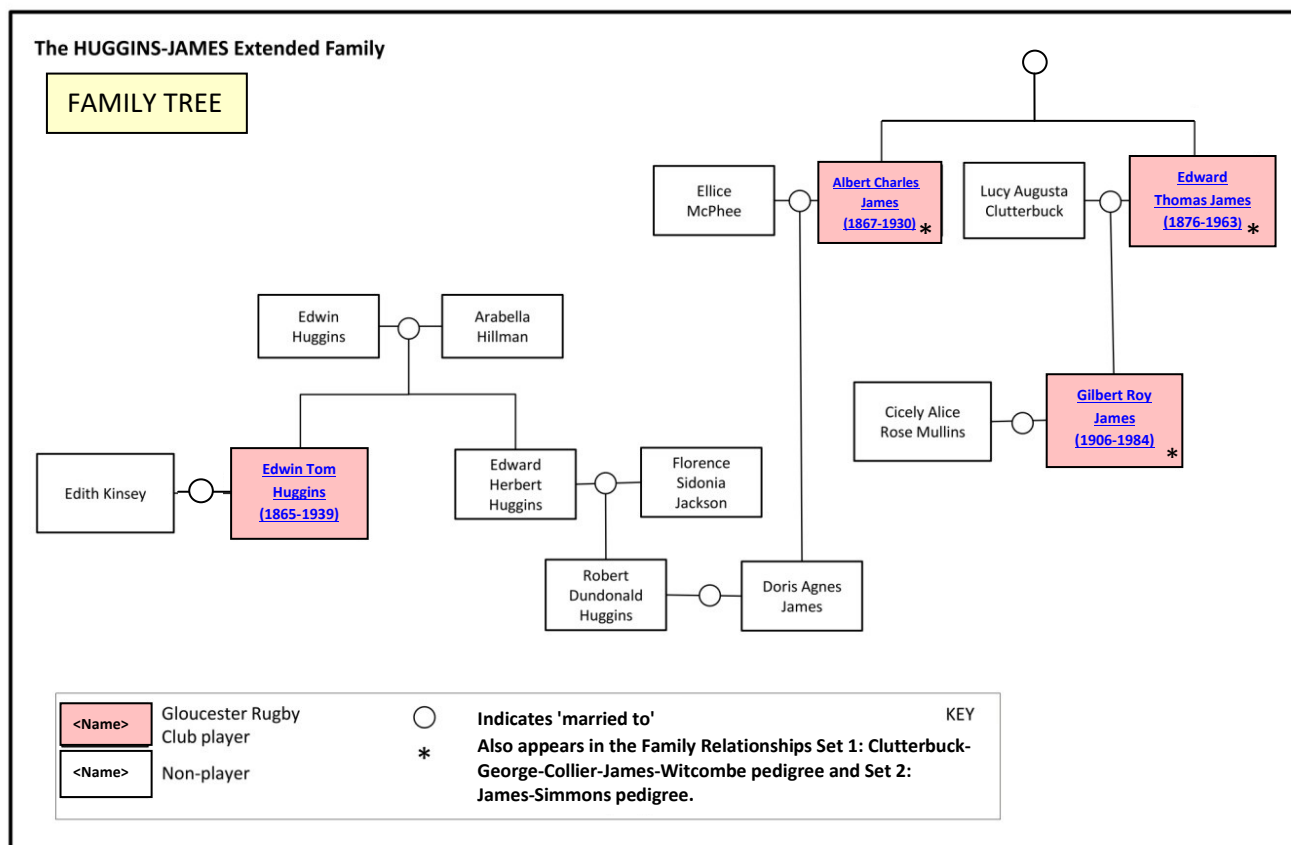 The HUGGINS-JAMES Extended Family
FAMILY TREE
Ellice
McPhee
Albert Charles
James
(1867-1930)
*
Lucy Augusta
Clutterbuck
Edward
Thomas James
(1876-1963)
*
Edwin
Huggins
Arabella
Hillman
Cicely Alice
Rose Mullins
Gilbert Roy
James
(1906-1984)
*
Edith Kinsey
Edwin Tom
Huggins
(1865-1939)
Edward
Herbert
Huggins
Florence
Sidonia
Jackson
Robert
Dundonald
Huggins
Doris Agnes
James
KEY
<Name>
Gloucester Rugby
Club player
<Name>
Non-player
Indicates 'married to'
*
Also appears in the Family Relationships Set 1: Clutterbuck-
George-Collier-James-Witcombe pedigree and Set 2:
James-Simmons pedigree.